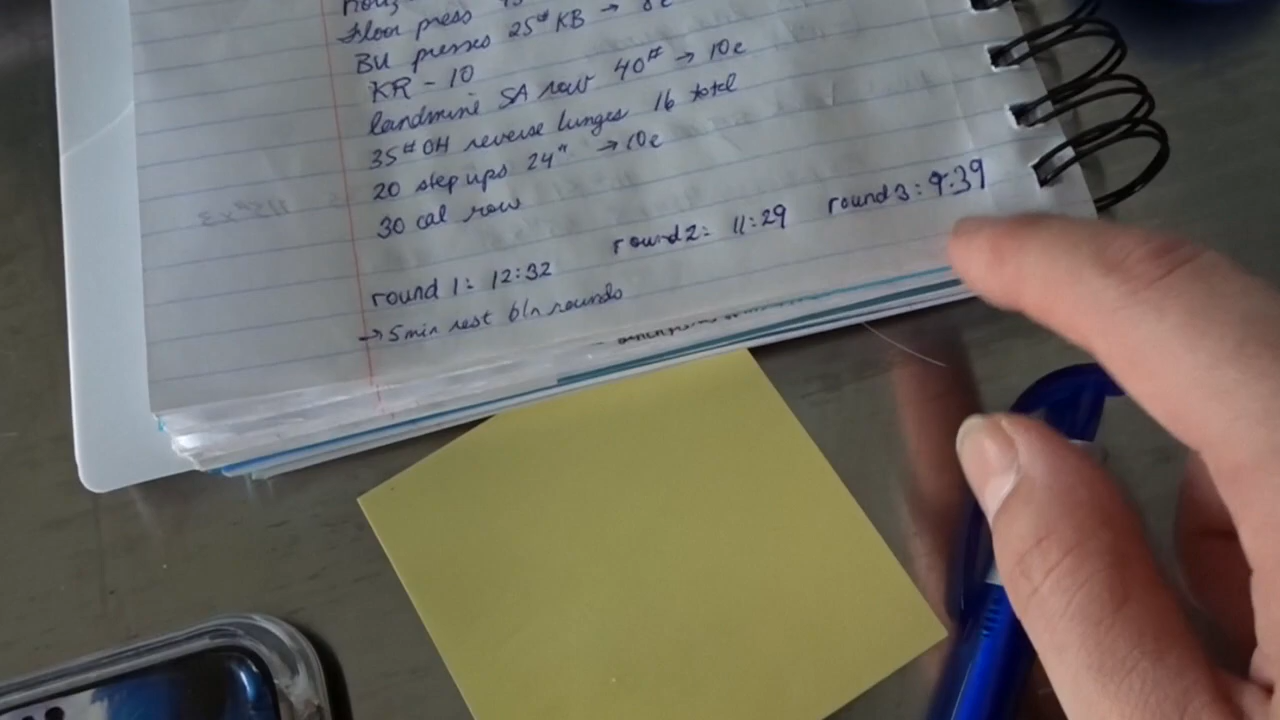 floor press
BU presses 25# KB →
KR - 10
landmine SA row 40# → 10e
35# OH reverse lunges 16 total
20 step ups 24" → 10e
30 cal row
round 1: 12:32 round 2: 11:29 round 3: 9:39
→ 5 min rest b/n rounds